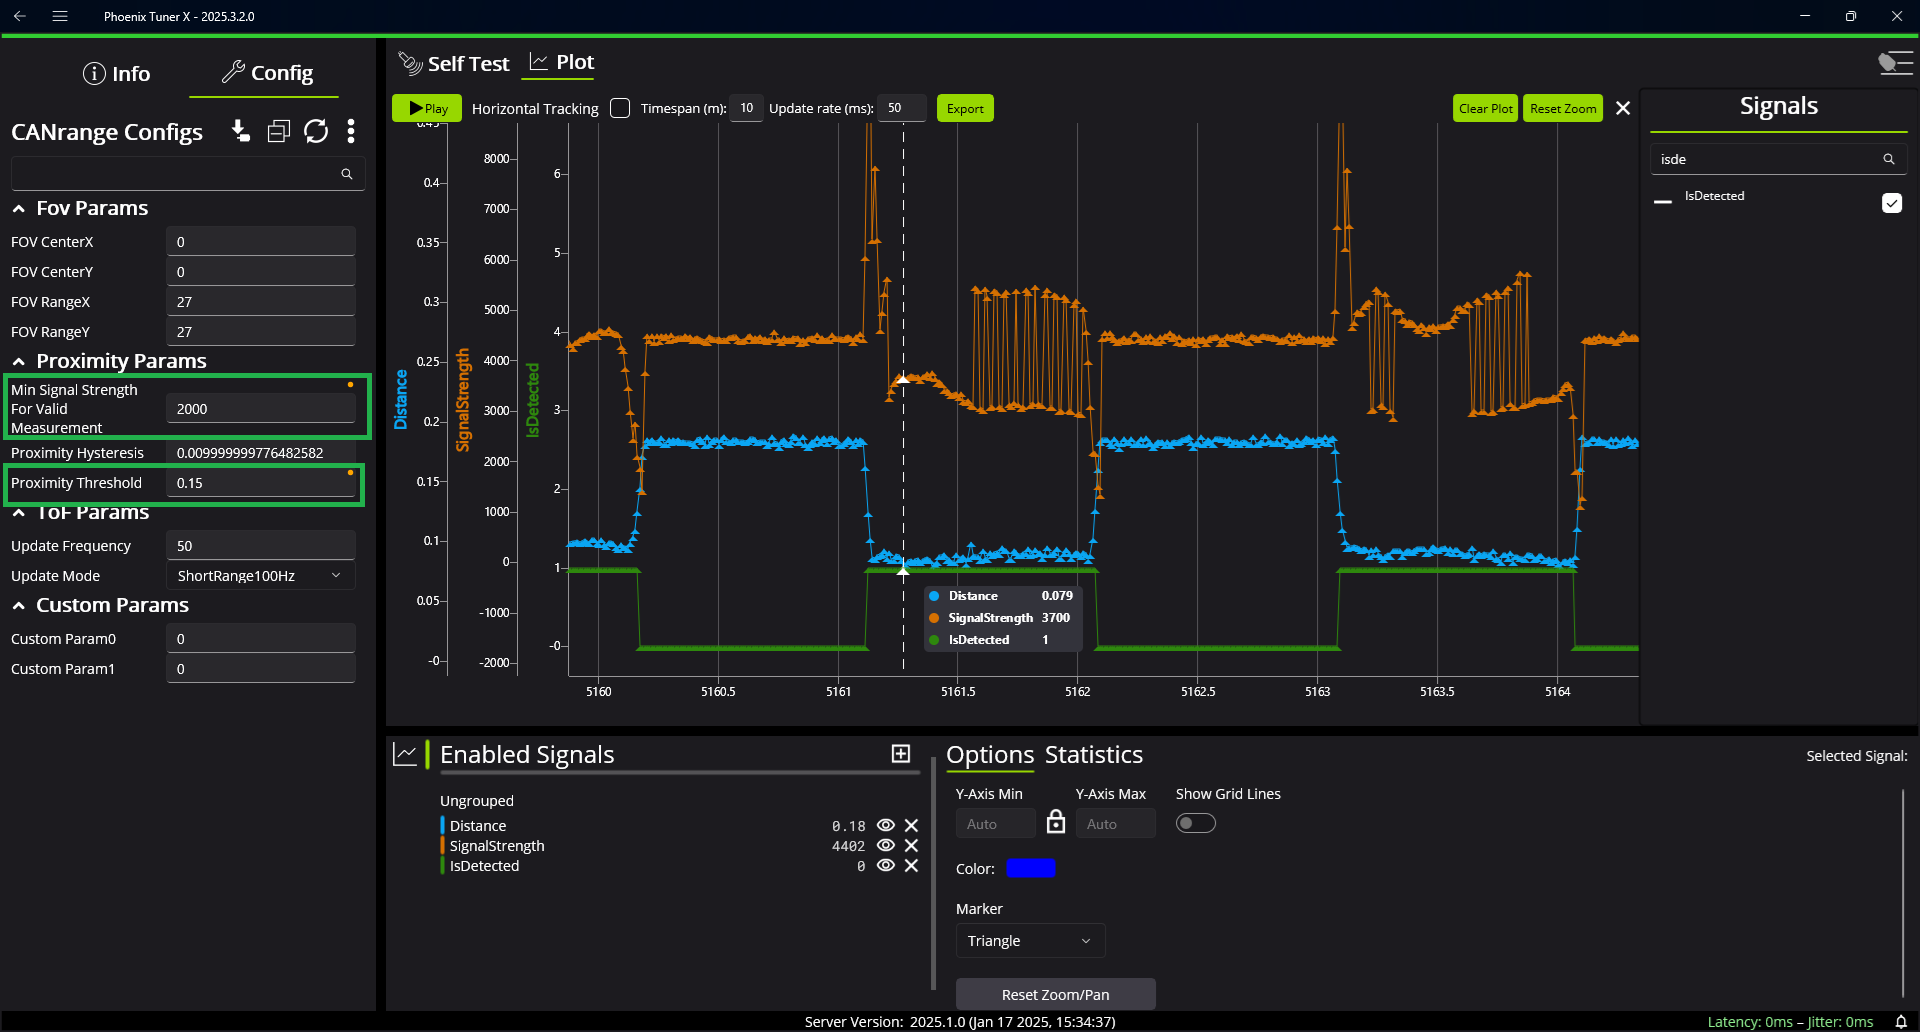 Phoenix Tuner X - 2025.3.2.0
Info
Config
CANrange Configs
Fov Params
FOV CenterX
0
FOV CenterY
0
FOV RangeX
27
FOV RangeY
27
Proximity Params
Min Signal Strength
For Valid
Measurement
2000
Proximity Hysteresis
0.009999999776482582
Proximity Threshold
0.15
ToF Params
Update Frequency
50
Update Mode
ShortRange100Hz
Custom Params
Custom Param0
0
Custom Param1
0
Self Test
Plot
Play
Horizontal Tracking
Timespan (m):
10
Update rate (ms):
50
Export
Clear Plot
Reset Zoom
Distance
0.45
0.4
0.35
0.3
0.25
0.2
0.15
0.1
0.05
-0
SignalStrength
8000
7000
6000
5000
4000
3000
2000
1000
0
-1000
-2000
IsDetected
6
5
4
3
2
1
-0
Distance 0.079
SignalStrength 3700
IsDetected 1
5160
5160.5
5161
5161.5
5162
5162.5
5163
5163.5
5164
Signals
isde
IsDetected
Enabled Signals
Ungrouped
Distance
0.18
SignalStrength
4402
IsDetected
0
Options
Statistics
Selected Signal:
Y-Axis Min
Y-Axis Max
Show Grid Lines
Auto
Auto
Color:
Marker
Triangle
Reset Zoom/Pan
Server Version: 2025.1.0 (Jan 17 2025, 15:34:37)
Latency: 0ms – Jitter: 0ms